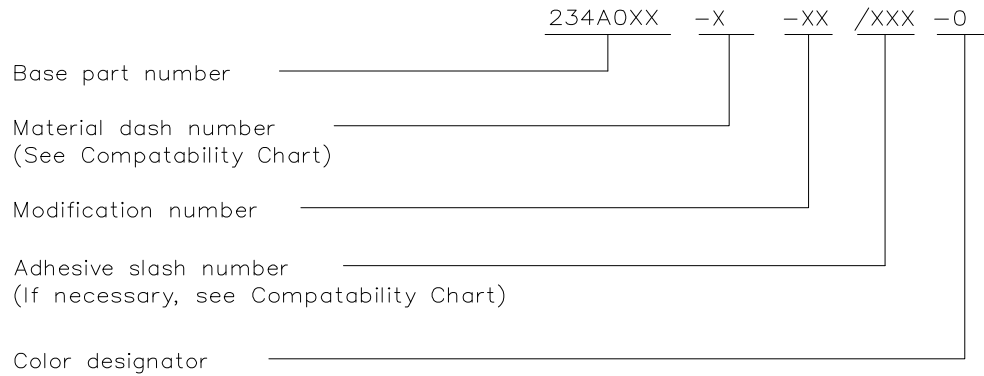 234A0XX -X -XX /XXX -0
Base part number
Material dash number
(See Compatability Chart)
Modification number
Adhesive slash number
(If necessary, see Compatability Chart)
Color designator